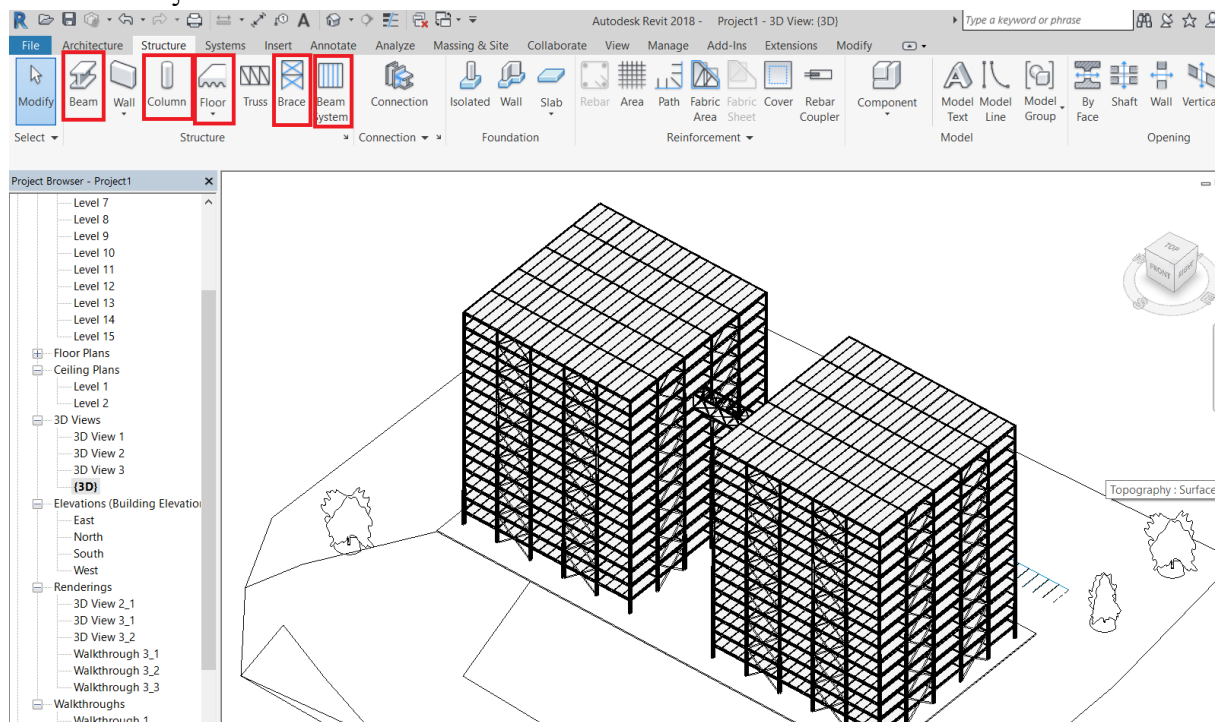 Autodesk Revit 2018 - Project1 - 3D View: {3D}
Type a keyword or phrase
File Architecture Structure Systems Insert Annotate Analyze Massing & Site Collaborate View Manage Add-Ins Extensions Modify
Modify Beam Wall Column Floor Truss Brace Beam System Connection Isolated Wall Slab Rebar Area Path Fabric Area Fabric Sheet Cover Rebar Coupler Component Model Text Model Line Model Group By Face Shaft Wall Vertica
Select Structure Connection Foundation Reinforcement Model Opening
Project Browser - Project1
Level 7
Level 8
Level 9
Level 10
Level 11
Level 12
Level 13
Level 14
Level 15
Floor Plans
Ceiling Plans
Level 1
Level 2
3D Views
3D View 1
3D View 2
3D View 3
{3D}
Elevations (Building Elevatio
East
North
South
West
Renderings
3D View 2_1
3D View 3_1
3D View 3_2
Walkthrough 3_1
Walkthrough 3_2
Walkthrough 3_3
Walkthroughs
Walkthrough 1
TOP
FRONT
RIGHT
Topography : Surface